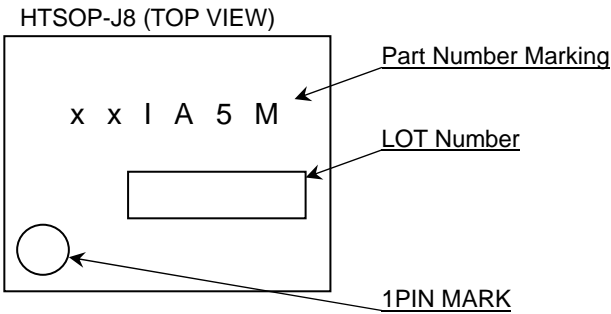 HTSOP-J8 (TOP VIEW)
Part Number Marking
x x I A 5 M
LOT Number
1PIN MARK